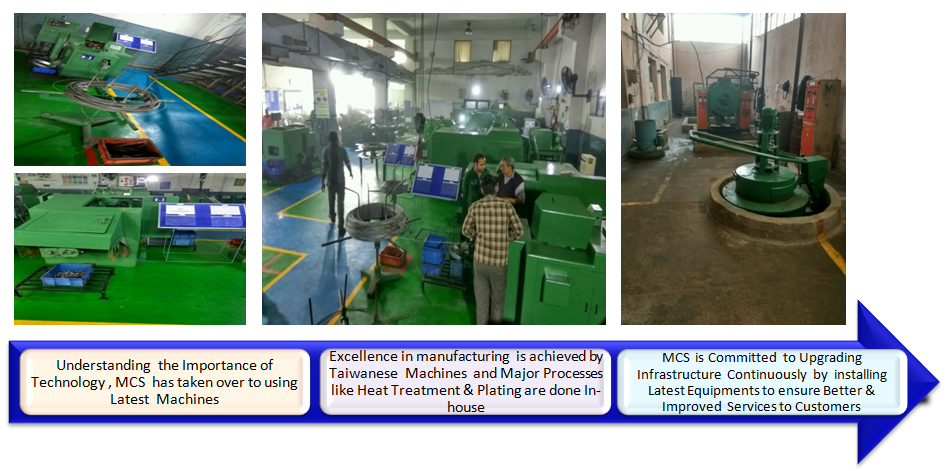 Understanding the Importance of
Technology , MCS has taken over to using
Latest Machines
Excellence in manufacturing is achieved by
Taiwanese Machines and Major Processes
like Heat Treatment & Plating are done In-
house
MCS is Committed to Upgrading
Infrastructure Continuously by installing
Latest Equipments to ensure Better &
Improved Services to Customers